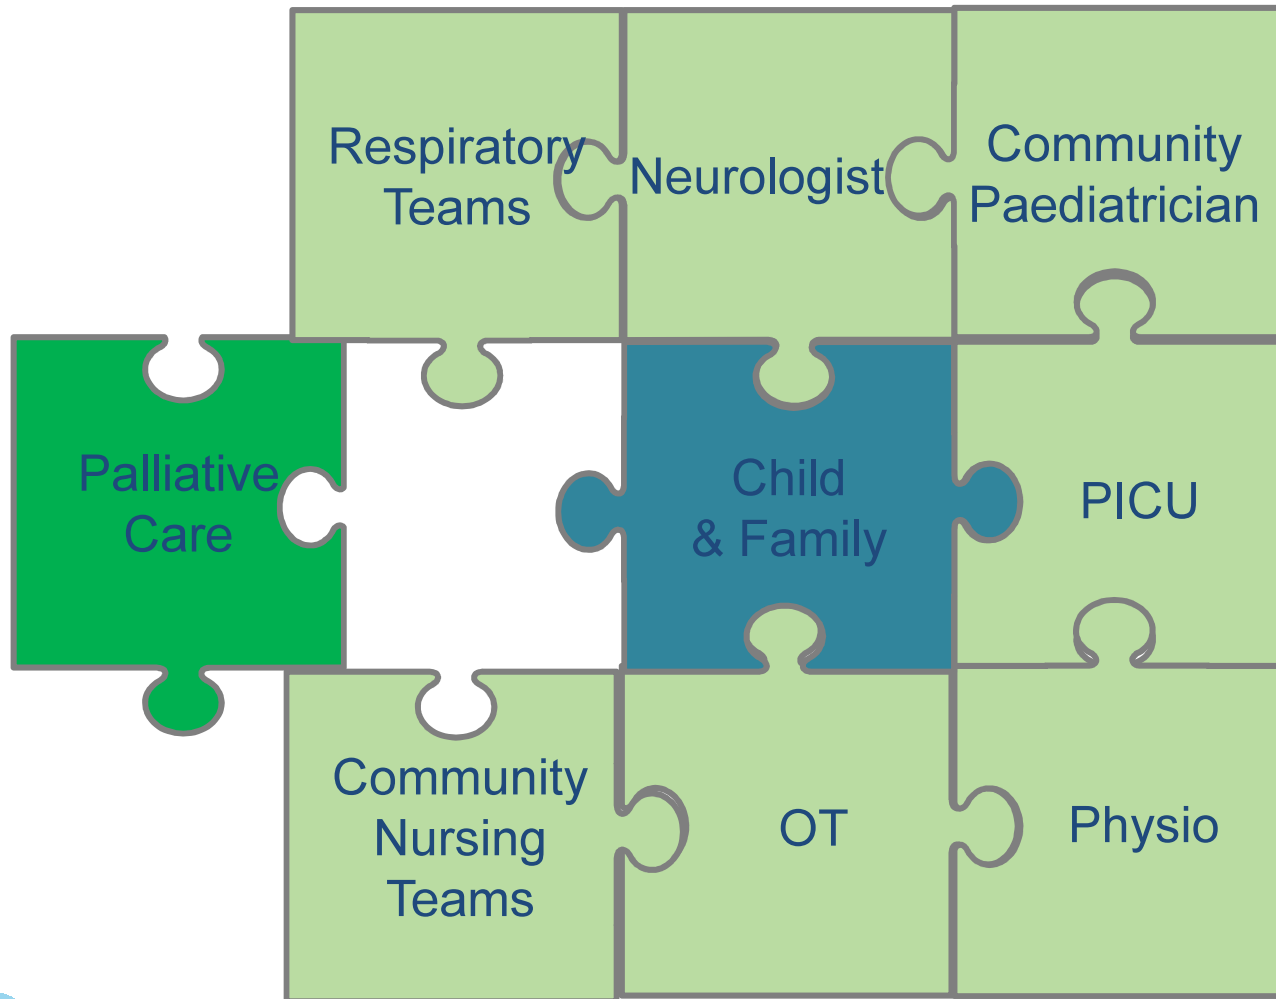 Respiratory
Teams
Neurologist
Community
Paediatrician
Palliative
Care
Child
& Family
PICU
Community
Nursing
Teams
OT
Physio